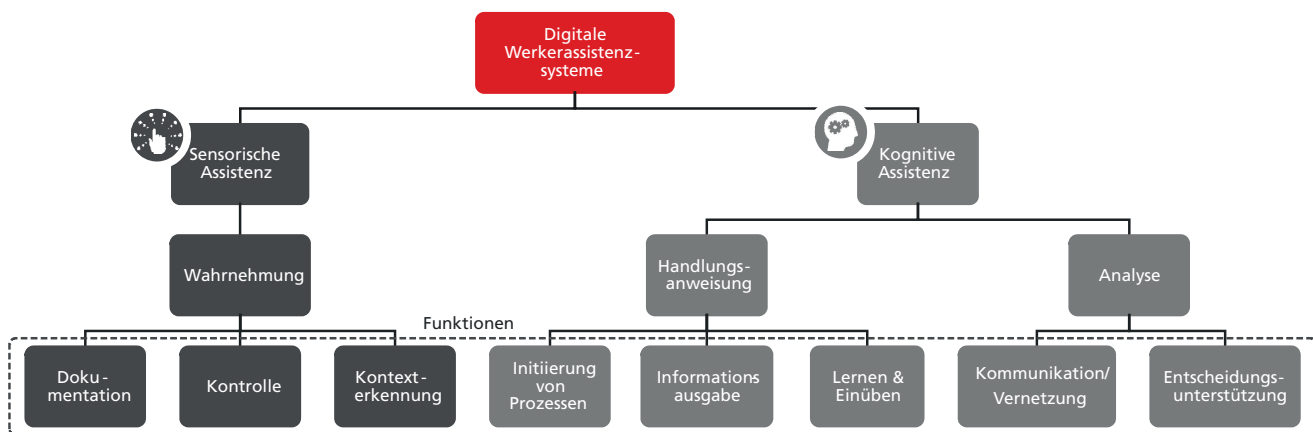 Digitale
Werkerassistenz-
systeme
Sensorische
Assistenz
Kognitive
Assistenz
Wahrnehmung
Handlungs-
anweisung
Analyse
Funktionen
Doku-
mentation
Kontrolle
Kontext-
erkennung
Initiierung
von
Prozessen
Informations
ausgabe
Lernen &
Einüben
Kommunikation/
Vernetzung
Entscheidungs-
unterstützung